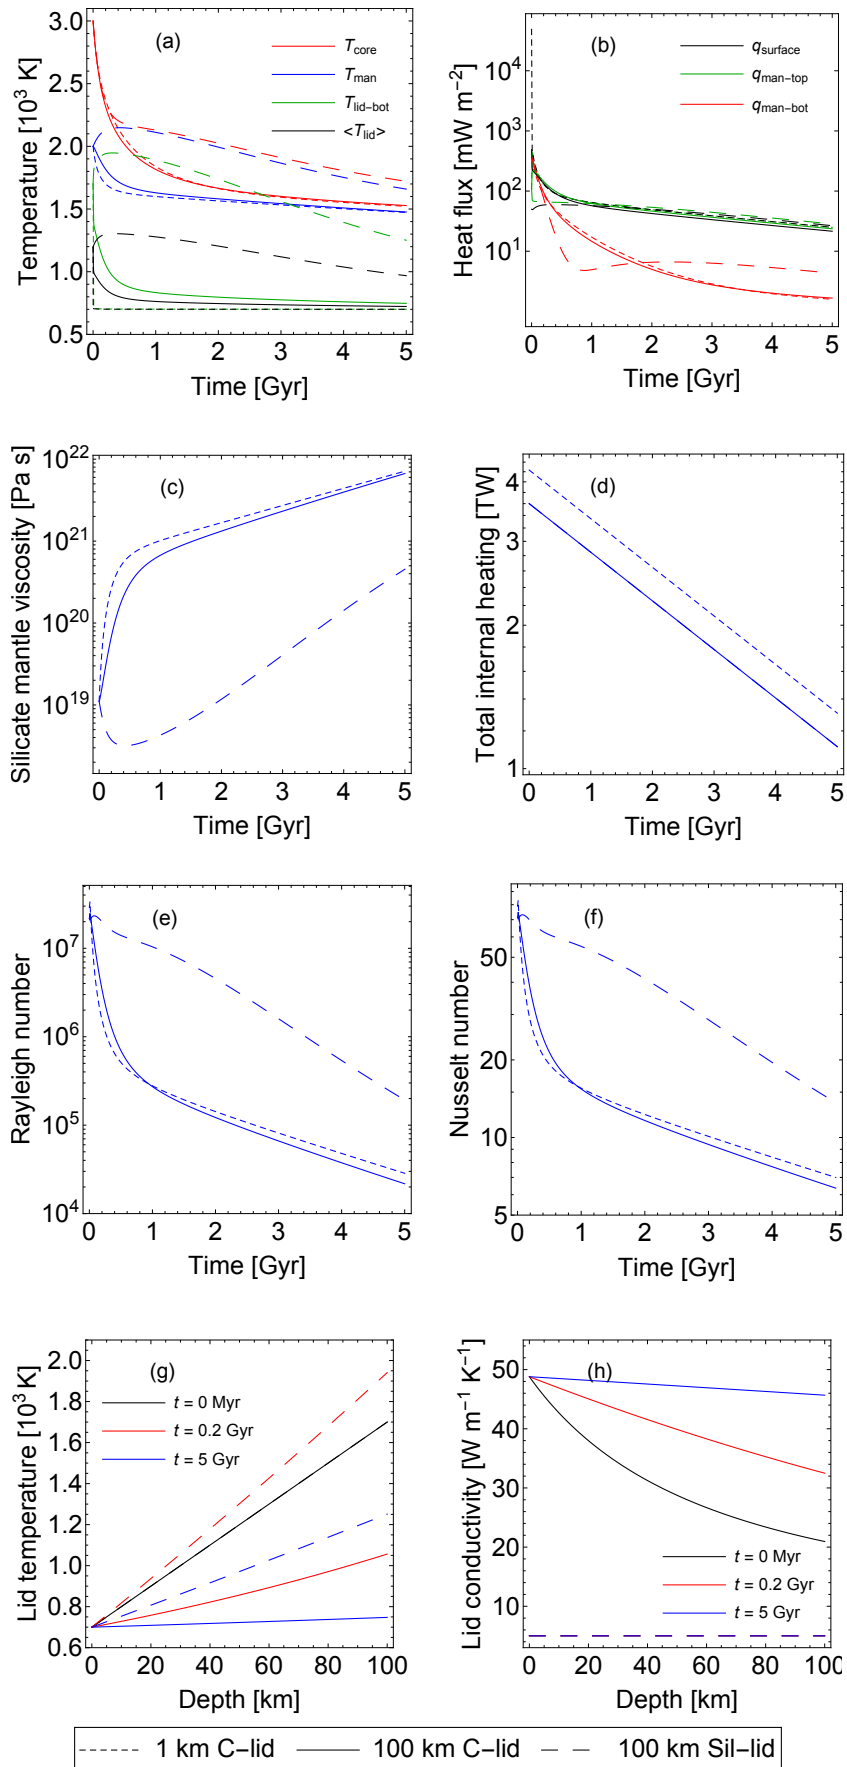 (a)
T_core
T_man
T_lid−bot
<T_lid>
Temperature [10³ K]
3.0
2.5
2.0
1.5
1.0
0.5
0 1 2 3 4 5
Time [Gyr]
(b)
q_surface
q_man−top
q_man−bot
Heat flux [mW m⁻²]
10⁴
10³
10²
10¹
0 1 2 3 4 5
Time [Gyr]
(c)
Silicate mantle viscosity [Pa s]
10²²
10²¹
10²⁰
10¹⁹
0 1 2 3 4 5
Time [Gyr]
(d)
Total internal heating [TW]
4
3
2
1
0 1 2 3 4 5
Time [Gyr]
(e)
Rayleigh number
10⁷
10⁶
10⁵
10⁴
0 1 2 3 4 5
Time [Gyr]
(f)
Nusselt number
50
20
10
5
0 1 2 3 4 5
Time [Gyr]
(g)
t = 0 Myr
t = 0.2 Gyr
t = 5 Gyr
Lid temperature [10³ K]
2.0
1.8
1.6
1.4
1.2
1.0
0.8
0.6
0 20 40 60 80 100
Depth [km]
(h)
Lid conductivity [W m⁻¹ K⁻¹]
50
40
30
20
10
t = 0 Myr
t = 0.2 Gyr
t = 5 Gyr
0 20 40 60 80 100
Depth [km]
1 km C−lid 100 km C−lid 100 km Sil−lid